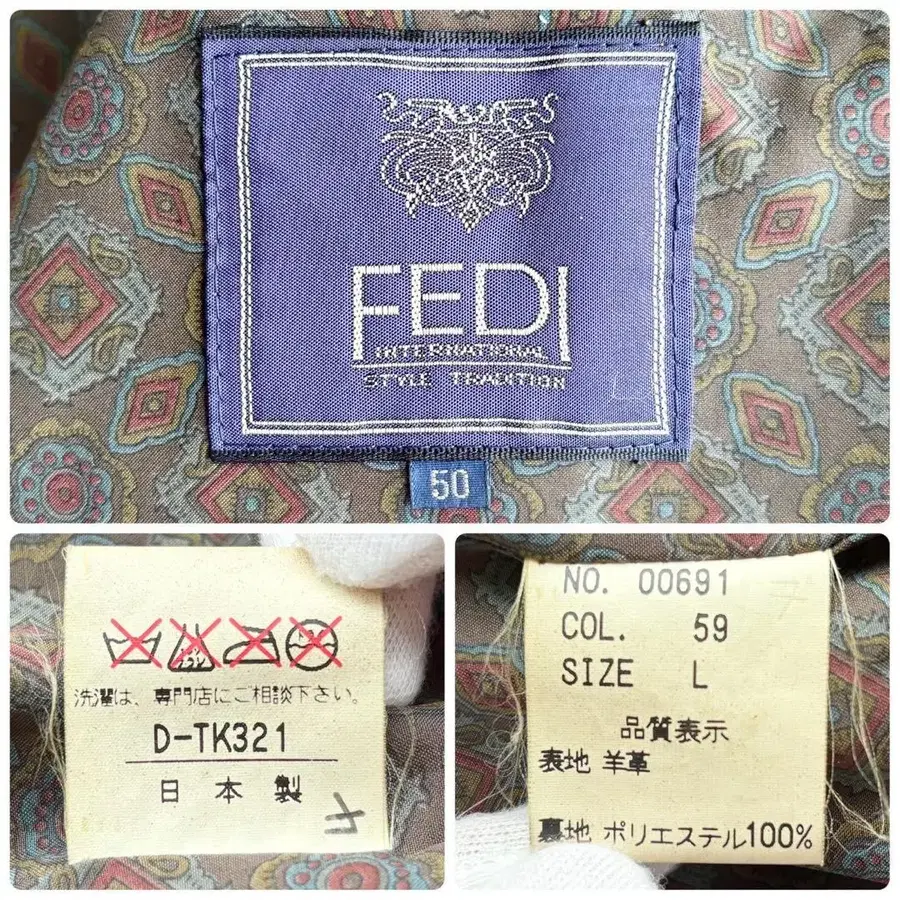 FEDI
INTERNATIONAL
STYLE TRADITION
50
洗濯は、専門店にご相談下さい。
D-TK321
日本製
NO. 00691
COL. 59
SIZE L
品質表示
表地 羊革
裏地 ポリエステル100%